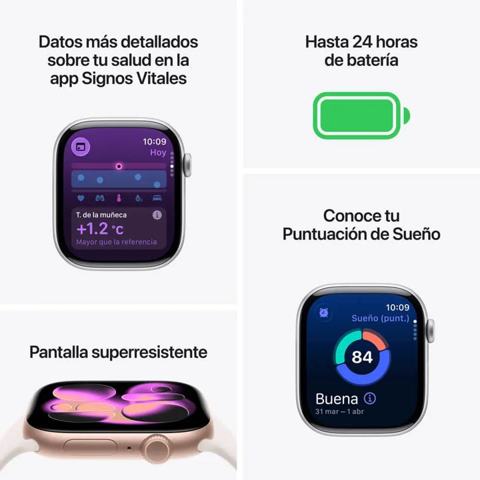 Datos más detallados
sobre tu salud en la
app Signos Vitales
10:09
Hoy
T. de la muñeca
+1.2 °C
Mayor que la referencia
Hasta 24 horas
de batería
Conoce tu
Puntuación de Sueño
10:09
Sueño (punt.)
84
Buena
31 mar – 1 abr
Pantalla superresistente